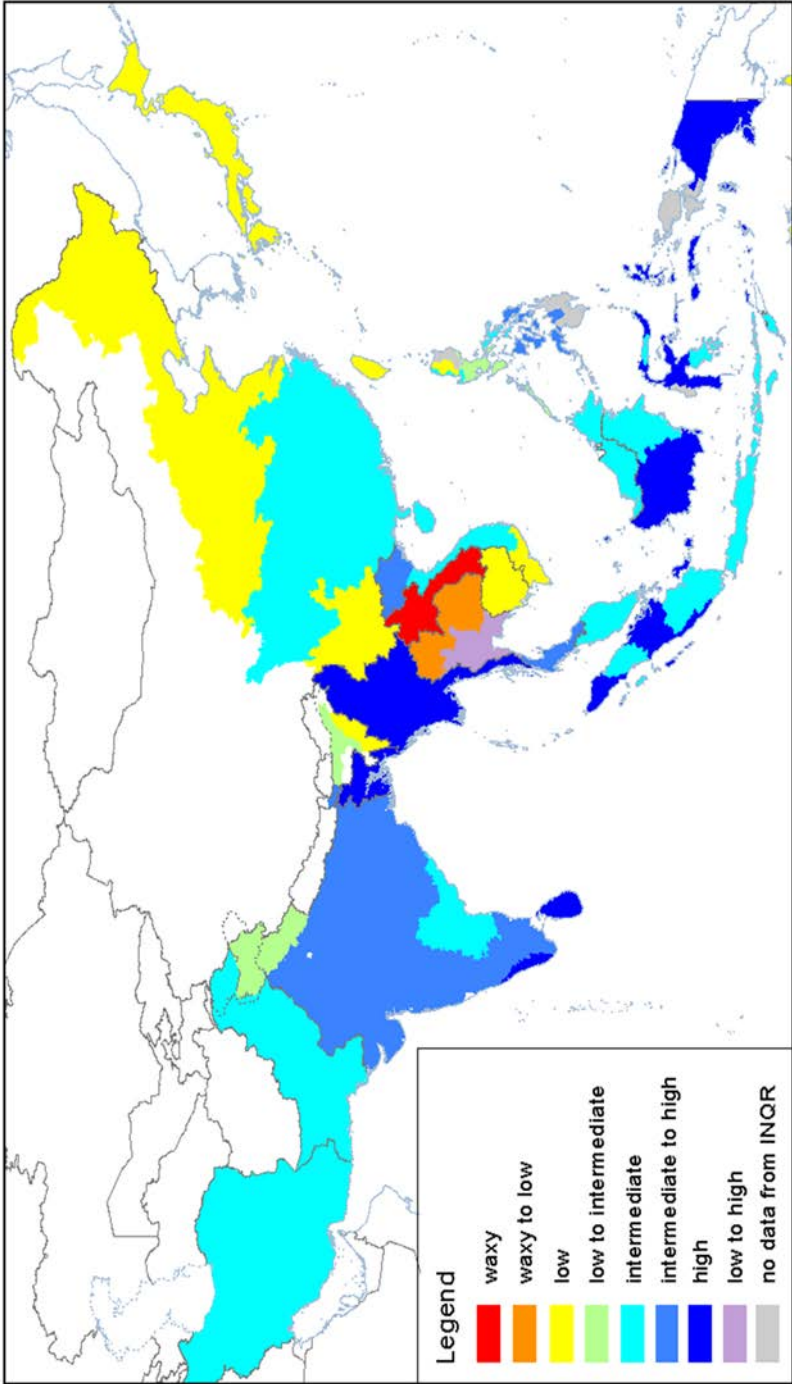 Legend
waxy
waxy to low
low
low to intermediate
intermediate
intermediate to high
high
low to high
no data from INQR